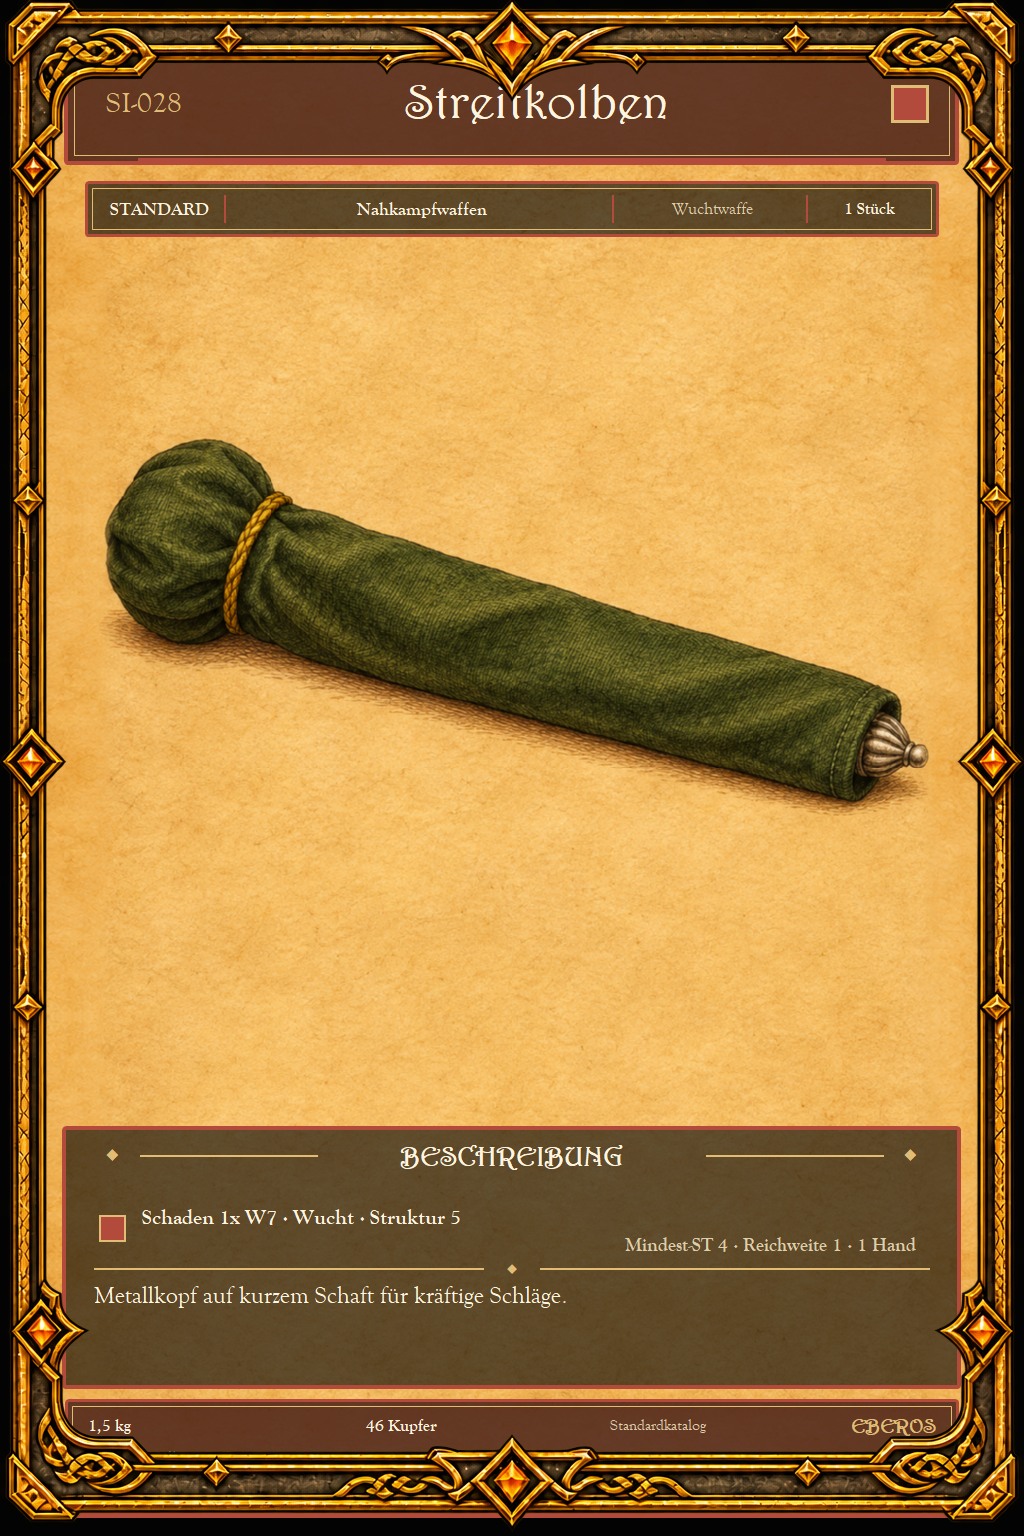 SI-028
Streitkolben
STANDARD
Nahkampfwaffen
Wuchtwaffe
1 Stück
BESCHREIBUNG
Schaden 1x W7 · Wucht · Struktur 5
Mindest-ST 4 · Reichweite 1 · 1 Hand
Metallkopf auf kurzem Schaft für kräftige Schläge.
1,5 kg
46 Kupfer
Standardkatalog
EBEROS